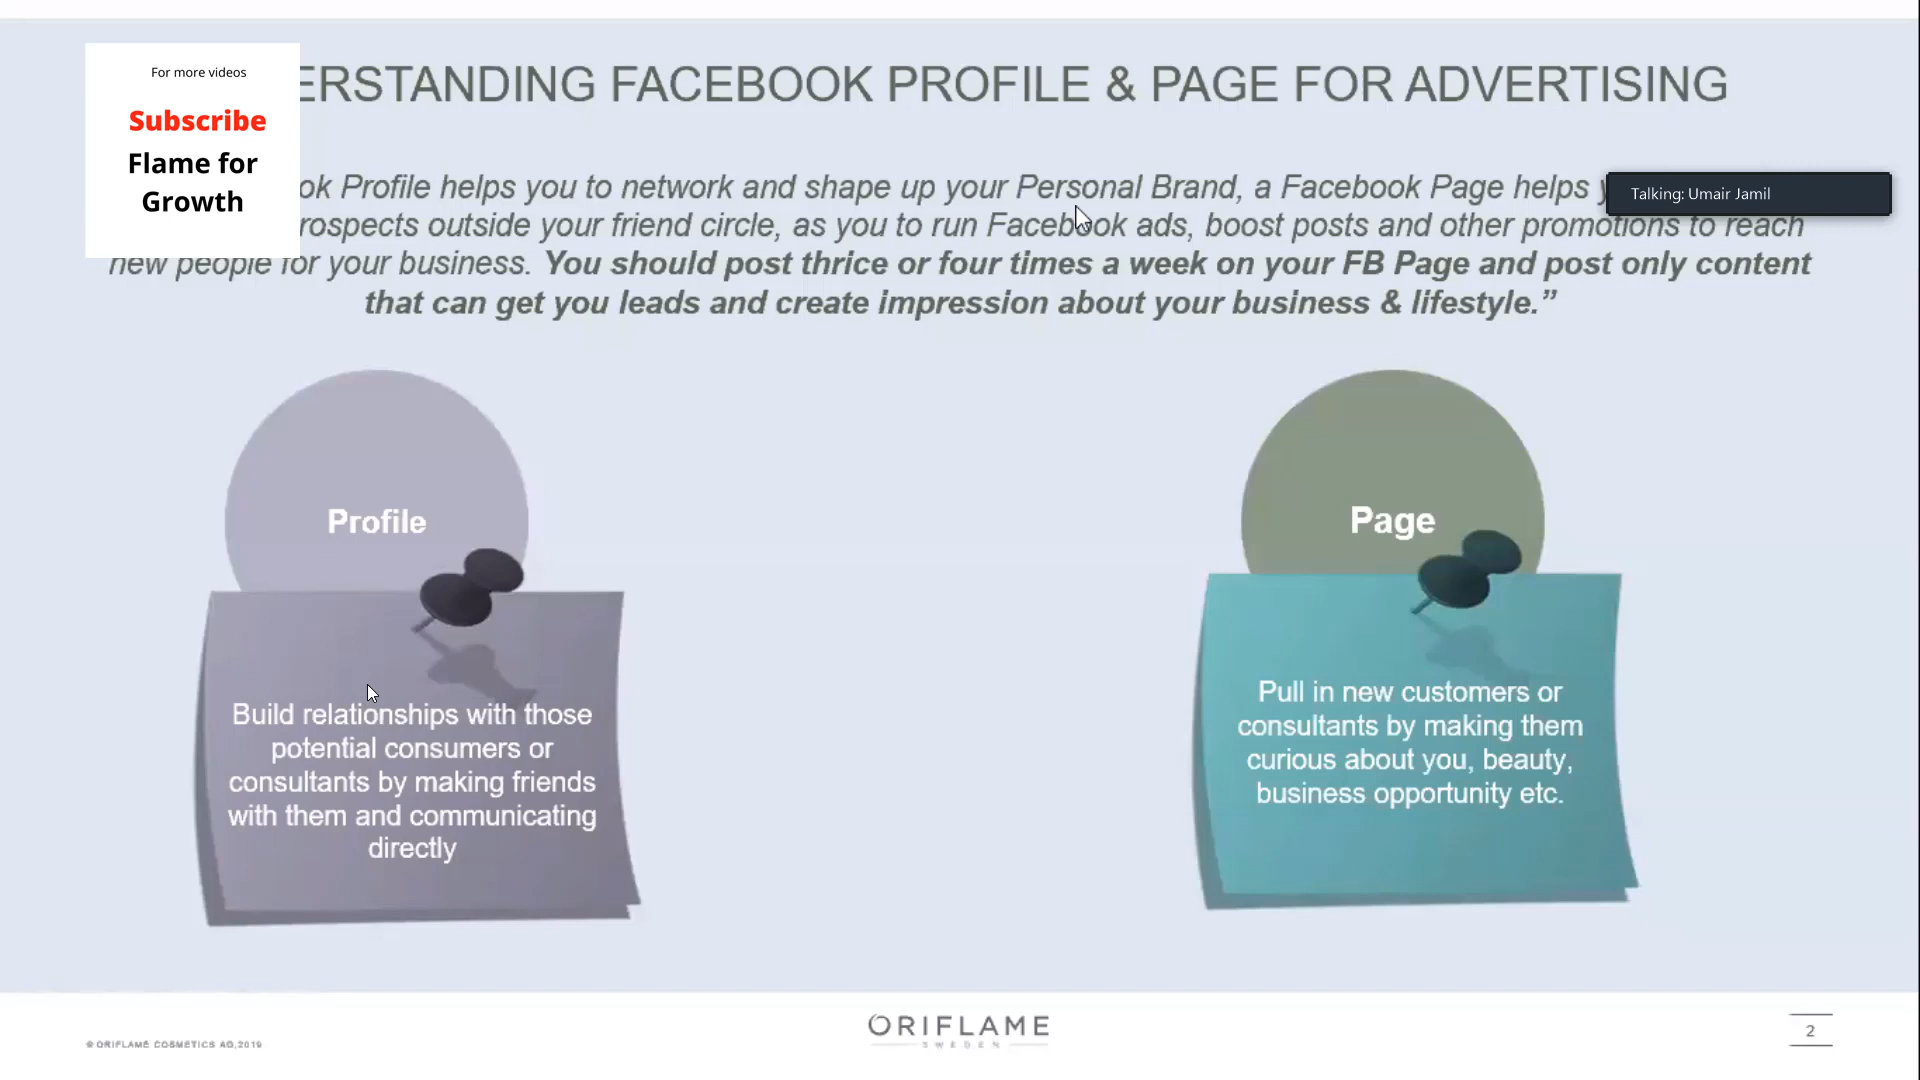 For more videos
Subscribe
Flame for
Growth
ERSTANDING FACEBOOK PROFILE & PAGE FOR ADVERTISING
ok Profile helps you to network and shape up your Personal Brand, a Facebook Page helps y
Talking: Umair Jamil
rospects outside your friend circle, as you to run Facebook ads, boost posts and other promotions to reach
new people for your business. You should post thrice or four times a week on your FB Page and post only content
that can get you leads and create impression about your business & lifestyle.”
Profile
Build relationships with those
potential consumers or
consultants by making friends
with them and communicating
directly
Page
Pull in new customers or
consultants by making them
curious about you, beauty,
business opportunity etc.
© ORIFLAME COSMETICS AG, 2019
ORIFLAME
SWEDEN
2